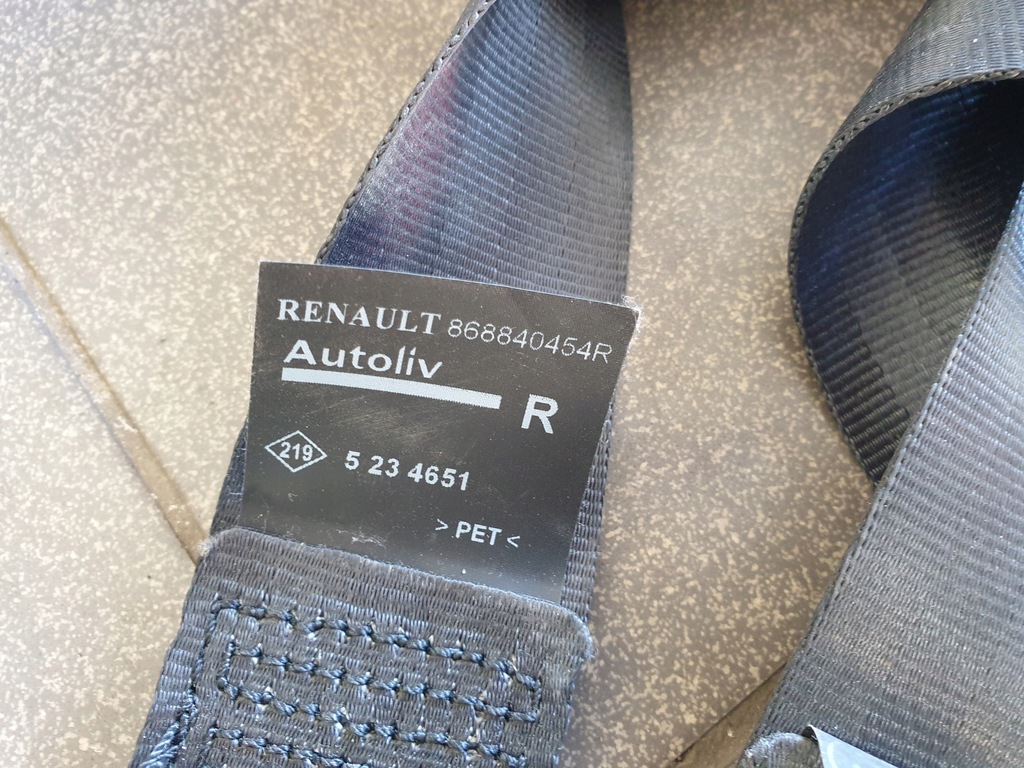 RENAULT 868840454R
Autoliv
R
219 5 23 4651
> PET <